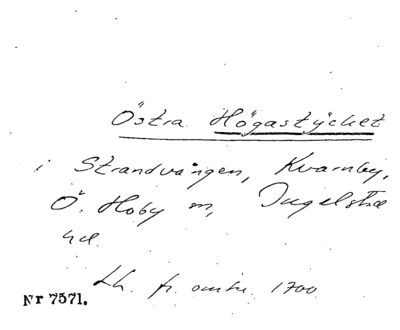 Östra Högastycket
i Strandvången, Kvarnby,
Ö. Hoby sn, Ingelstad
hd.
Lh. fr. omkr. 1700
Nr 7571.